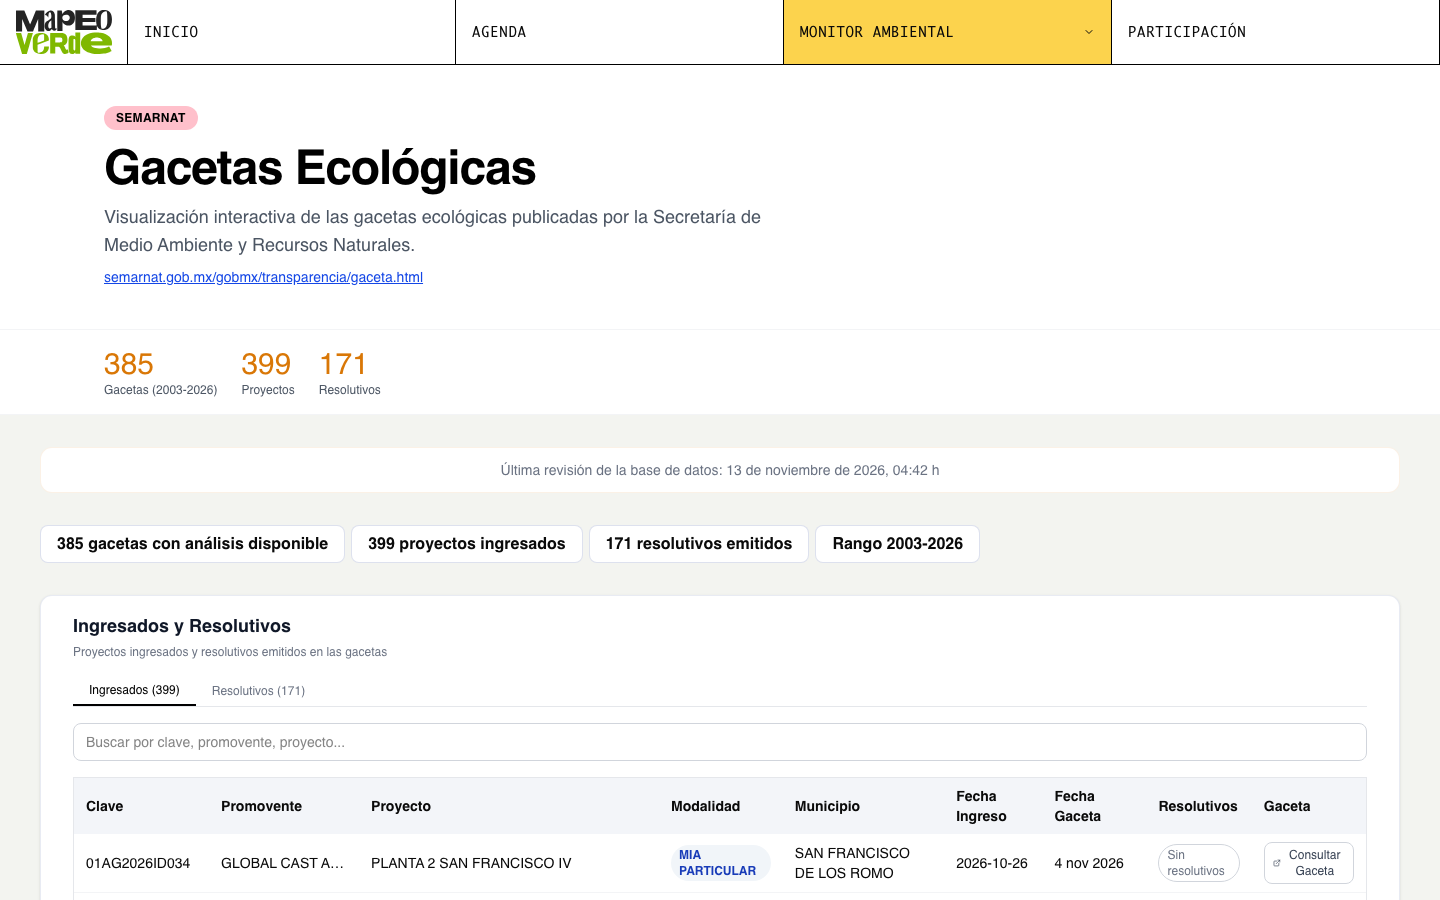 MAPEO
VERDE
INICIO
AGENDA
MONITOR AMBIENTAL
PARTICIPACIÓN
SEMARNAT
Gacetas Ecológicas
Visualización interactiva de las gacetas ecológicas publicadas por la Secretaría de
Medio Ambiente y Recursos Naturales.
semarnat.gob.mx/gobmx/transparencia/gaceta.html
385
Gacetas (2003-2026)
399
Proyectos
171
Resolutivos
Última revisión de la base de datos: 13 de noviembre de 2026, 04:42 h
385 gacetas con análisis disponible
399 proyectos ingresados
171 resolutivos emitidos
Rango 2003-2026
Ingresados y Resolutivos
Proyectos ingresados y resolutivos emitidos en las gacetas
Ingresados (399)
Resolutivos (171)
Buscar por clave, promovente, proyecto...
Clave
Promovente
Proyecto
Modalidad
Municipio
Fecha
Ingreso
Fecha
Gaceta
Resolutivos
Gaceta
01AG2026ID034
GLOBAL CAST A...
PLANTA 2 SAN FRANCISCO IV
MIA
PARTICULAR
SAN FRANCISCO
DE LOS ROMO
2026-10-26
4 nov 2026
Sin
resolutivos
Consultar
Gaceta